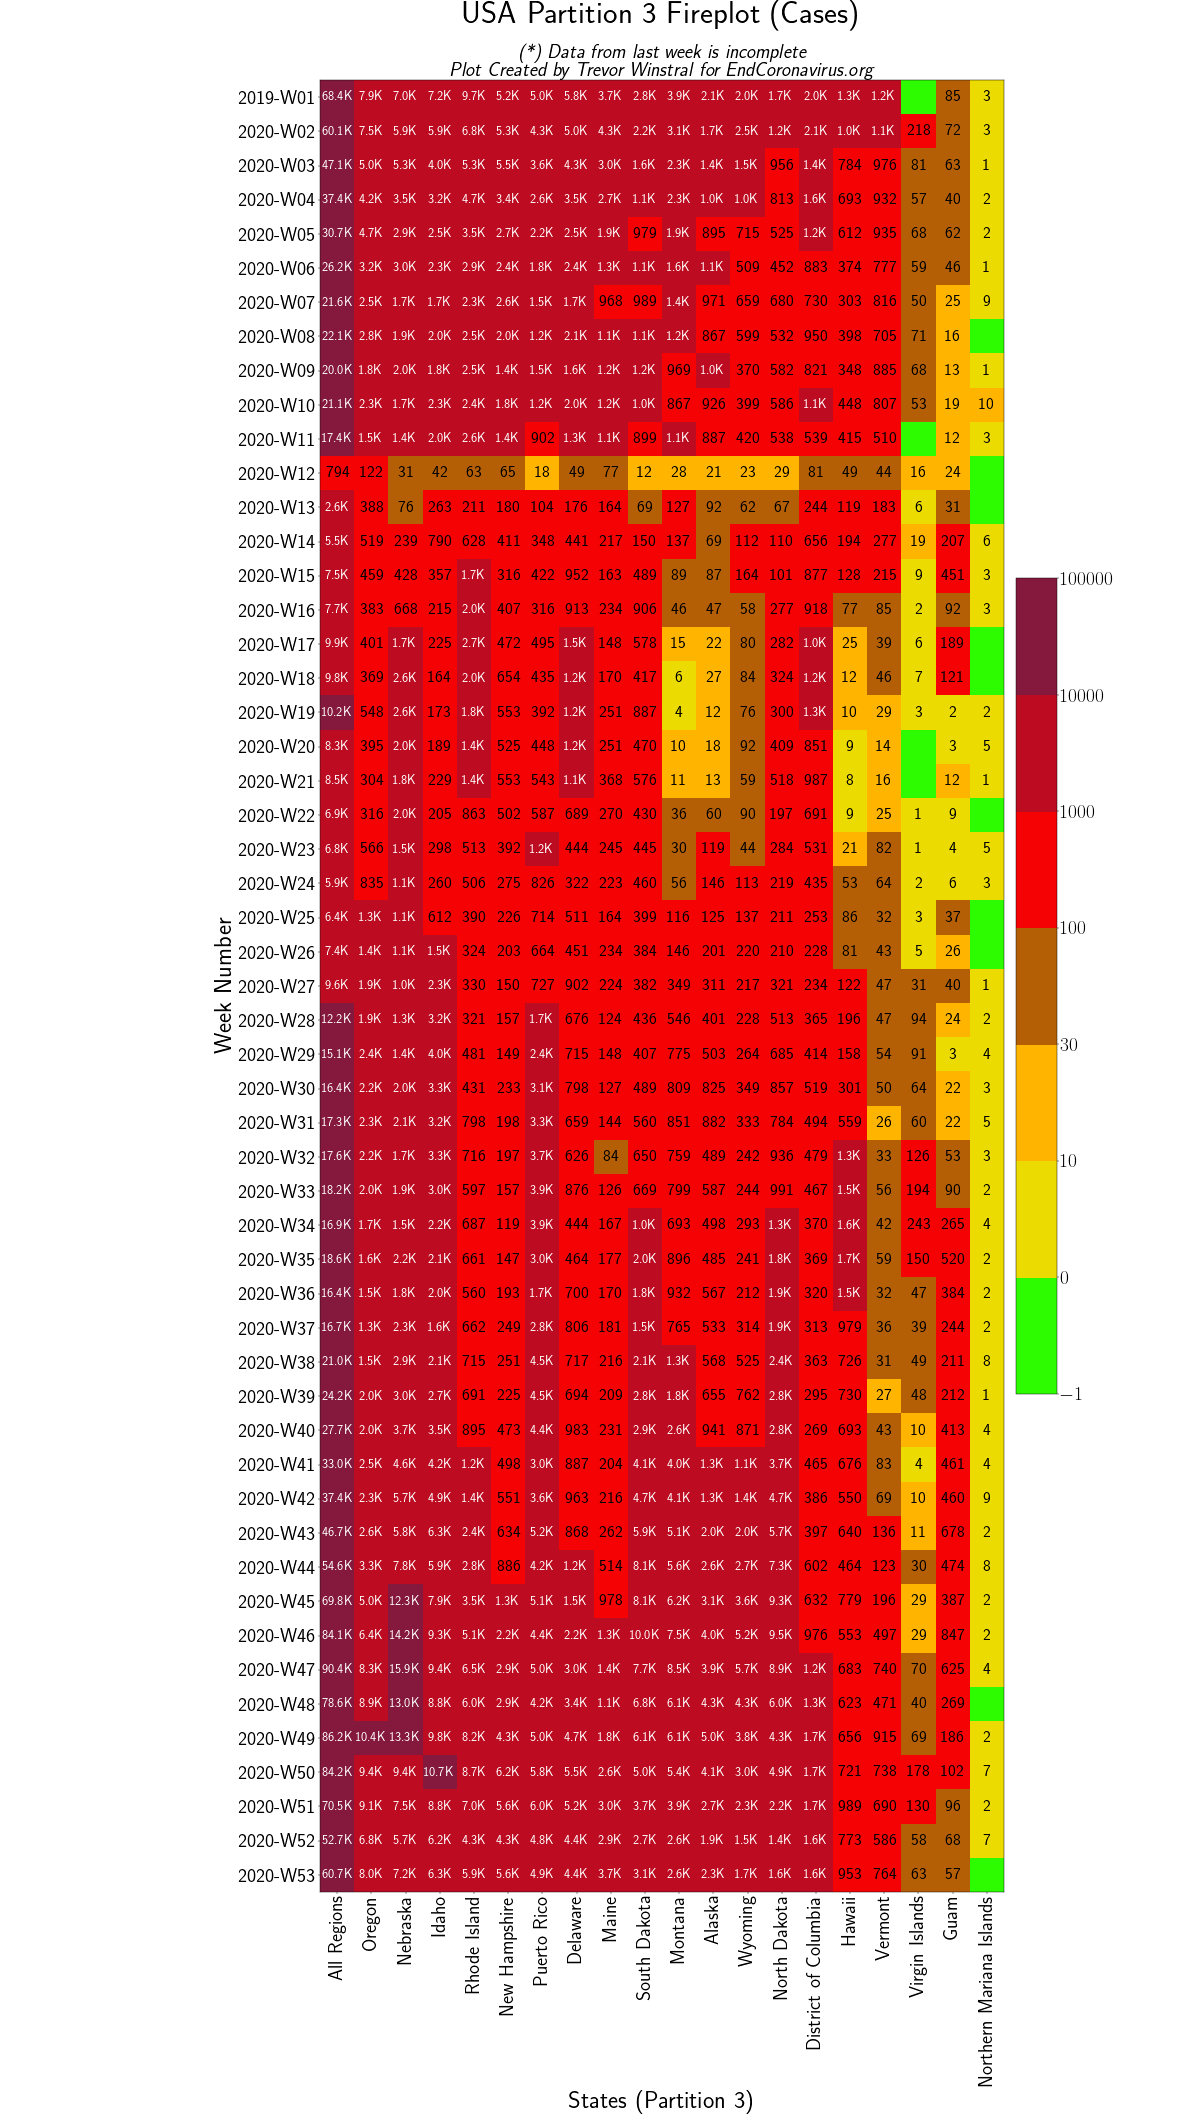 USA Partition 3 Fireplot (Cases)
(*) Data from last week is incomplete
Plot Created by Trevor Winstral for EndCoronavirus.org
2019-W01 68.4K 7.9K 7.0K 7.2K 9.7K 5.2K 5.0K 5.8K 3.7K 2.8K 3.9K 2.1K 2.0K 1.7K 2.0K 1.3K 1.2K 85 3
2020-W02 60.1K 7.5K 5.9K 5.9K 6.8K 5.3K 4.3K 5.0K 4.3K 2.2K 3.1K 1.7K 2.5K 1.2K 2.1K 1.0K 1.1K 218 72 3
2020-W03 47.1K 5.0K 5.3K 4.0K 5.3K 5.5K 3.6K 4.3K 3.0K 1.6K 2.3K 1.4K 1.5K 956 1.4K 784 976 81 63 1
2020-W04 37.4K 4.2K 3.5K 3.2K 4.7K 3.4K 2.6K 3.5K 2.7K 1.1K 2.3K 1.0K 1.0K 813 1.6K 693 932 57 40 2
2020-W05 30.7K 4.7K 2.9K 2.5K 3.5K 2.7K 2.2K 2.5K 1.9K 979 1.9K 895 715 525 1.2K 612 935 68 62 2
2020-W06 26.2K 3.2K 3.0K 2.3K 2.9K 2.4K 1.8K 2.4K 1.3K 1.1K 1.6K 1.1K 509 452 883 374 777 59 46 1
2020-W07 21.6K 2.5K 1.7K 1.7K 2.3K 2.6K 1.5K 1.7K 968 989 1.4K 971 659 680 730 303 816 50 25 9
2020-W08 22.1K 2.8K 1.9K 2.0K 2.5K 2.0K 1.2K 2.1K 1.1K 1.1K 1.2K 867 599 532 950 398 705 71 16
2020-W09 20.0K 1.8K 2.0K 1.8K 2.5K 1.4K 1.5K 1.6K 1.2K 1.2K 969 1.0K 370 582 821 348 885 68 13 1
2020-W10 21.1K 2.3K 1.7K 2.3K 2.4K 1.8K 1.2K 2.0K 1.2K 1.0K 867 926 399 586 1.1K 448 807 53 19 10
2020-W11 17.4K 1.5K 1.4K 2.0K 2.6K 1.4K 902 1.3K 1.1K 899 1.1K 887 420 538 539 415 510 12 3
2020-W12 794 122 31 42 63 65 18 49 77 12 28 21 23 29 81 49 44 16 24
2020-W13 2.6K 388 76 263 211 180 104 176 164 69 127 92 62 67 244 119 183 6 31
2020-W14 5.5K 519 239 790 628 411 348 441 217 150 137 69 112 110 656 194 277 19 207 6
2020-W15 7.5K 459 428 357 1.7K 316 422 952 163 489 89 87 164 101 877 128 215 9 451 3
2020-W16 7.7K 383 668 215 2.0K 407 316 913 234 906 46 47 58 277 918 77 85 2 92 3
2020-W17 9.9K 401 1.7K 225 2.7K 472 495 1.5K 148 578 15 22 80 282 1.0K 25 39 6 189
2020-W18 9.8K 369 2.6K 164 2.0K 654 435 1.2K 170 417 6 27 84 324 1.2K 12 46 7 121
2020-W19 10.2K 548 2.6K 173 1.8K 553 392 1.2K 251 887 4 12 76 300 1.3K 10 29 3 2 2
2020-W20 8.3K 395 2.0K 189 1.4K 525 448 1.2K 251 470 10 18 92 409 851 9 14 3 5
2020-W21 8.5K 304 1.8K 229 1.4K 553 543 1.1K 368 576 11 13 59 518 987 8 16 12 1
2020-W22 6.9K 316 2.0K 205 863 502 587 689 270 430 36 60 90 197 691 9 25 1 9
2020-W23 6.8K 566 1.5K 298 513 392 1.2K 444 245 445 30 119 44 284 531 21 82 1 4 5
2020-W24 5.9K 835 1.1K 260 506 275 826 322 223 460 56 146 113 219 435 53 64 2 6 3
2020-W25 6.4K 1.3K 1.1K 612 390 226 714 511 164 399 116 125 137 211 253 86 32 3 37
2020-W26 7.4K 1.4K 1.1K 1.5K 324 203 664 451 234 384 146 201 220 210 228 81 43 5 26
2020-W27 9.6K 1.9K 1.0K 2.3K 330 150 727 902 224 382 349 311 217 321 234 122 47 31 40 1
2020-W28 12.2K 1.9K 1.3K 3.2K 321 157 1.7K 676 124 436 546 401 228 513 365 196 47 94 24 2
2020-W29 15.1K 2.4K 1.4K 4.0K 481 149 2.4K 715 148 407 775 503 264 685 414 158 54 91 3 4
2020-W30 16.4K 2.2K 2.0K 3.3K 431 233 3.1K 798 127 489 809 825 349 857 519 301 50 64 22 3
2020-W31 17.3K 2.3K 2.1K 3.2K 798 198 3.3K 659 144 560 851 882 333 784 494 559 26 60 22 5
2020-W32 17.6K 2.2K 1.7K 3.3K 716 197 3.7K 626 84 650 759 489 242 936 479 1.3K 33 126 53 3
2020-W33 18.2K 2.0K 1.9K 3.0K 597 157 3.9K 876 126 669 799 587 244 991 467 1.5K 56 194 90 2
2020-W34 16.9K 1.7K 1.5K 2.2K 687 119 3.9K 444 167 1.0K 693 498 293 1.3K 370 1.6K 42 243 265 4
2020-W35 18.6K 1.6K 2.2K 2.1K 661 147 3.0K 464 177 2.0K 896 485 241 1.8K 369 1.7K 59 150 520 2
2020-W36 16.4K 1.5K 1.8K 2.0K 560 193 1.7K 700 170 1.8K 932 567 212 1.9K 320 1.5K 32 47 384 2
2020-W37 16.7K 1.3K 2.3K 1.6K 662 249 2.8K 806 181 1.5K 765 533 314 1.9K 313 979 36 39 244 2
2020-W38 21.0K 1.5K 2.9K 2.1K 715 251 4.5K 717 216 2.1K 1.3K 568 525 2.4K 363 726 31 49 211 8
2020-W39 24.2K 2.0K 3.0K 2.7K 691 225 4.5K 694 209 2.8K 1.8K 655 762 2.8K 295 730 27 48 212 1
2020-W40 27.7K 2.0K 3.7K 3.5K 895 473 4.4K 983 231 2.9K 2.6K 941 871 2.8K 269 693 43 10 413 4
2020-W41 33.0K 2.5K 4.6K 4.2K 1.2K 498 3.0K 887 204 4.1K 4.0K 1.3K 1.1K 3.7K 465 676 83 4 461 4
2020-W42 37.4K 2.3K 5.7K 4.9K 1.4K 551 3.6K 963 216 4.7K 4.1K 1.3K 1.4K 4.7K 386 550 69 10 460 9
2020-W43 46.7K 2.6K 5.8K 6.3K 2.4K 634 5.2K 868 262 5.9K 5.1K 2.0K 2.0K 5.7K 397 640 136 11 678 2
2020-W44 54.6K 3.3K 7.8K 5.9K 2.8K 886 4.2K 1.2K 514 8.1K 5.6K 2.6K 2.7K 7.3K 602 464 123 30 474 8
2020-W45 69.8K 5.0K 12.3K 7.9K 3.5K 1.3K 5.1K 1.5K 978 8.1K 6.2K 3.1K 3.6K 9.3K 632 779 196 29 387 2
2020-W46 84.1K 6.4K 14.2K 9.3K 5.1K 2.2K 4.4K 2.2K 1.3K 10.0K 7.5K 4.0K 5.2K 9.5K 976 553 497 29 847 2
2020-W47 90.4K 8.3K 15.9K 9.4K 6.5K 2.9K 5.0K 3.0K 1.4K 7.7K 8.5K 3.9K 5.7K 8.9K 1.2K 683 740 70 625 4
2020-W48 78.6K 8.9K 13.0K 8.8K 6.0K 2.9K 4.2K 3.4K 1.1K 6.8K 6.1K 4.3K 4.3K 6.0K 1.3K 623 471 40 269
2020-W49 86.2K 10.4K 13.3K 9.8K 8.2K 4.3K 5.0K 4.7K 1.8K 6.1K 6.1K 5.0K 3.8K 4.3K 1.7K 656 915 69 186 2
2020-W50 84.2K 9.4K 9.4K 10.7K 8.7K 6.2K 5.8K 5.5K 2.6K 5.0K 5.4K 4.1K 3.0K 4.9K 1.7K 721 738 178 102 7
2020-W51 70.5K 9.1K 7.5K 8.8K 7.0K 5.6K 6.0K 5.2K 3.0K 3.7K 3.9K 2.7K 2.3K 2.2K 1.7K 989 690 130 96 2
2020-W52 52.7K 6.8K 5.7K 6.2K 4.3K 4.3K 4.8K 4.4K 2.9K 2.7K 2.6K 1.9K 1.5K 1.4K 1.6K 773 586 58 68 7
2020-W53 60.7K 8.0K 7.2K 6.3K 5.9K 5.6K 4.9K 4.4K 3.7K 3.1K 2.6K 2.3K 1.7K 1.6K 1.6K 953 764 63 57
Week Number
All Regions
Oregon
Nebraska
Idaho
Rhode Island
New Hampshire
Puerto Rico
Delaware
Maine
South Dakota
Montana
Alaska
Wyoming
North Dakota
District of Columbia
Hawaii
Vermont
Virgin Islands
Guam
Northern Mariana Islands
States (Partition 3)
100000
10000
1000
100
30
10
0
−1